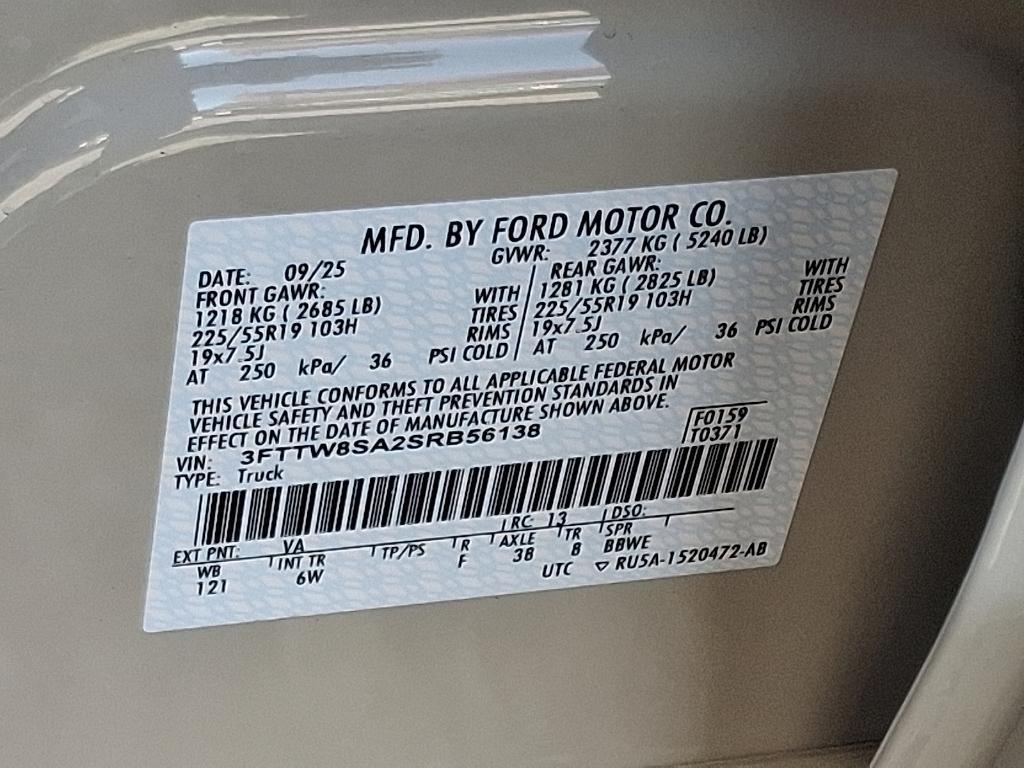 MFD. BY FORD MOTOR CO.
DATE: 09/25 GVWR: 2377 KG ( 5240 LB)
FRONT GAWR: REAR GAWR:
1218 KG ( 2685 LB) WITH 1281 KG ( 2825 LB) WITH
225/55R19 103H TIRES 225/55R19 103H TIRES
19x7.5J RIMS 19x7.5J RIMS
AT 250 kPa/ 36 PSI COLD AT 250 kPa/ 36 PSI COLD
THIS VEHICLE CONFORMS TO ALL APPLICABLE FEDERAL MOTOR
VEHICLE SAFETY AND THEFT PREVENTION STANDARDS IN
EFFECT ON THE DATE OF MANUFACTURE SHOWN ABOVE.
VIN: 3FTTW8SA2SRB56138 F0159
TYPE: Truck T0371
EXT PNT: VA RC: 13 DSO:
WB INT TR TP/PS R AXLE TR SPR
121 6W F 38 8 BBWE
UTC ▽ RU5A-1520472-AB